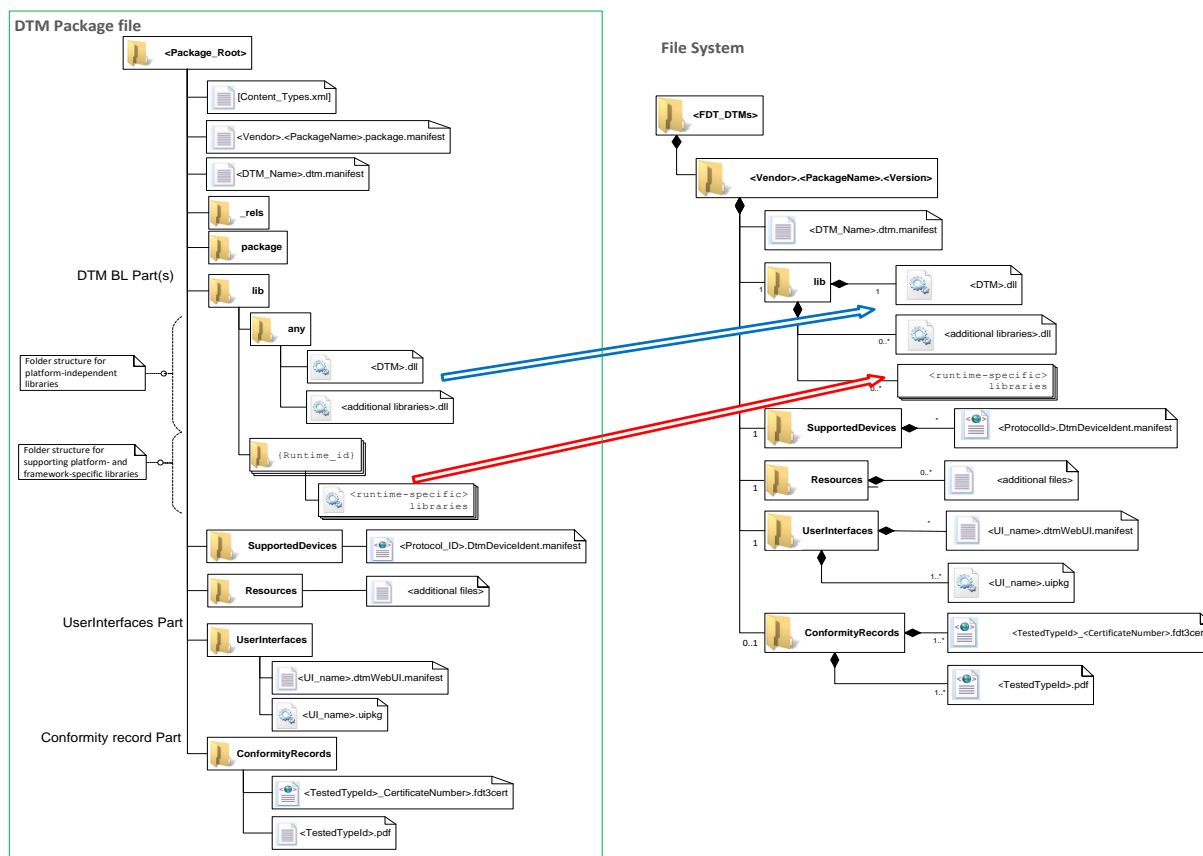 DTM Package file
<Package_Root>
[Content_Types.xml]
<Vendor>.<PackageName>.package.manifest
<DTM_Name>.dtm.manifest
_rels
package
DTM BL Part(s)
lib
any
Folder structure for
platform-independent
libraries
<DTM>.dll
<additional libraries>.dll
Folder structure for
supporting platform- and
framework-specific libraries
{Runtime_id}
<runtime-specific>
libraries
SupportedDevices
<Protocol_ID>.DtmDeviceIdent.manifest
Resources
<additional files>
UserInterfaces Part
UserInterfaces
<UI_name>.dtmWebUI.manifest
<UI_name>.uipkg
Conformity record Part
ConformityRecords
<TestedTypeId>_CertificateNumber>.fdt3cert
<TestedTypeId>.pdf
File System
<FDT_DTMs>
<Vendor>.<PackageName>.<Version>
<DTM_Name>.dtm.manifest
lib
1
1
<DTM>.dll
<additional libraries>.dll
0..*
<runtime-specific>
libraries
0..*
SupportedDevices
1
*
<ProtocolId>.DtmDeviceIdent.manifest
Resources
1
0..*
<additional files>
UserInterfaces
1
*
<UI_name>.dtmWebUI.manifest
1..*
<UI_name>.uipkg
ConformityRecords
0..1
1..*
<TestedTypeId>_<CertificateNumber>.fdt3cert
1..*
<TestedTypeId>.pdf